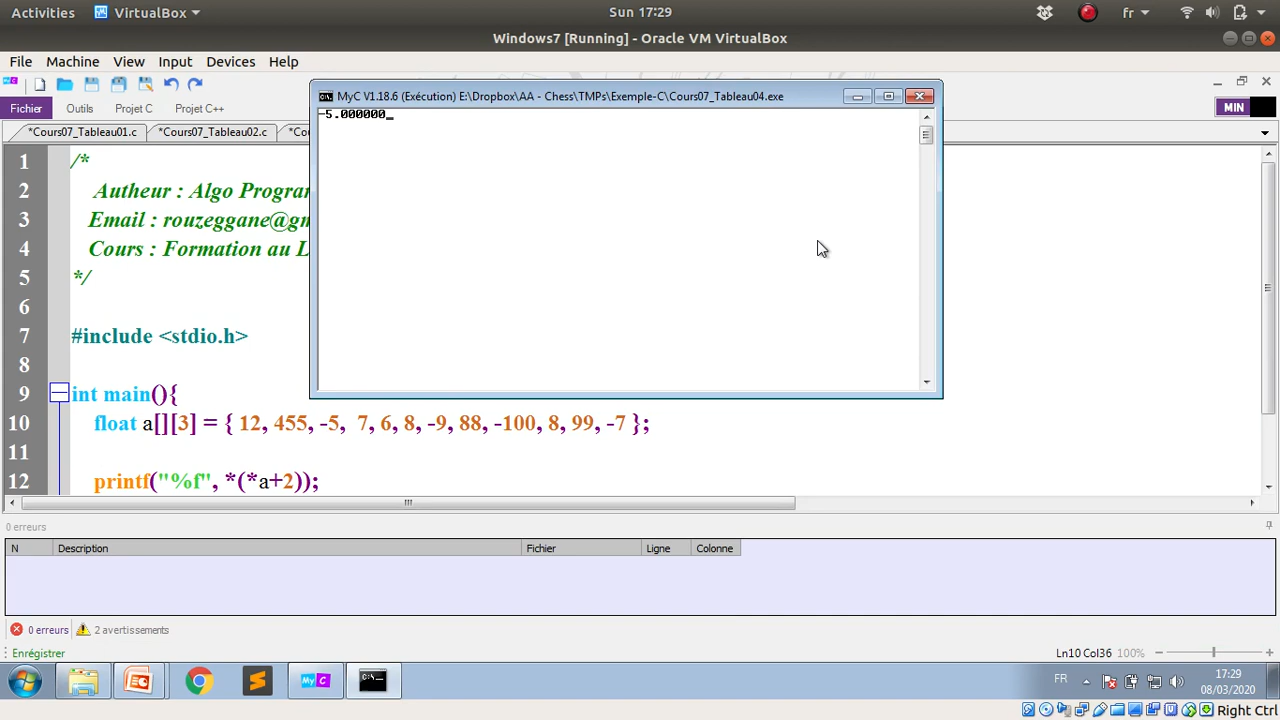 Activities VirtualBox Sun 17:29 fr
Windows7 [Running] - Oracle VM VirtualBox
File Machine View Input Devices Help
Fichier Outils Projet C Projet C++ MIN
*Cours07_Tableau01.c *Cours07_Tableau02.c *Co
MyC V1.18.6 (Exécution) E:\Dropbox\AA - Chess\TMPs\Exemple-C\Cours07_Tableau04.exe
-5.000000_
1 /*
2 Autheur : Algo Program
3 Email : rouzeggane@gm
4 Cours : Formation au L
5 */
6
7 #include <stdio.h>
8
9 int main(){
10 float a[][3] = { 12, 455, -5, 7, 6, 8, -9, 88, -100, 8, 99, -7 };
11
12 printf("%f", *(*a+2));
0 erreurs
N Description Fichier Ligne Colonne
0 erreurs 2 avertissements
Enrégistrer Ln10 Col36 100%
MyC FR 17:29
08/03/2020
Right Ctrl